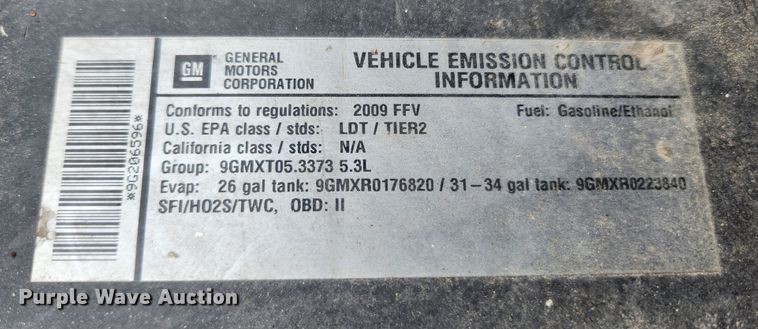 GM
GENERAL
MOTORS
CORPORATION
VEHICLE EMISSION CONTROL
INFORMATION
Conforms to regulations: 2009 FFV Fuel: Gasoline/Ethanol
U.S. EPA class / stds: LDT / TIER2
California class / stds: N/A
Group: 9GMXT05.3373 5.3L
Evap: 26 gal tank: 9GMXR0176820 / 31-34 gal tank: 9GMXR0223840
SFI/HO2S/TWC, OBD: II
*9G206596*
Purple Wave Auction